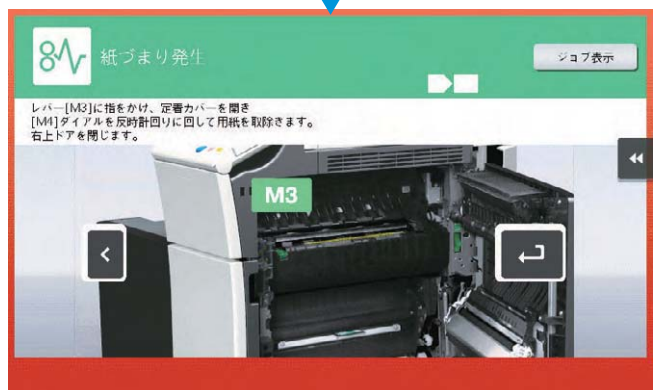 紙づまり発生
ジョブ表示
レバー[M3]に指をかけ、定着カバーを開き
[M4]ダイアルを反時計回りに回して用紙を取除きます。
右上ドアを閉じます。
M3